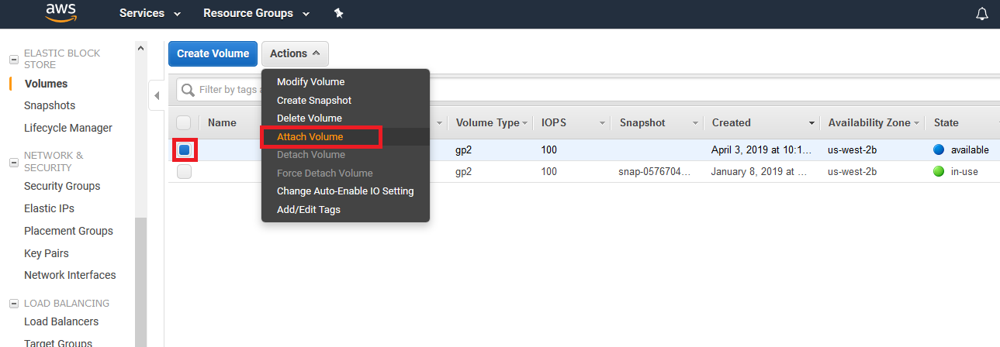 aws Services Resource Groups
ELASTIC BLOCK
STORE
Volumes
Snapshots
Lifecycle Manager
NETWORK &
SECURITY
Security Groups
Elastic IPs
Placement Groups
Key Pairs
Network Interfaces
LOAD BALANCING
Load Balancers
Target Groups
Create Volume Actions
Filter by tags
Modify Volume
Create Snapshot
Delete Volume
Attach Volume
Detach Volume
Force Detach Volume
Change Auto-Enable IO Setting
Add/Edit Tags
Name Volume Type IOPS Snapshot Created Availability Zone State
gp2 100 April 3, 2019 at 10:1... us-west-2b available
gp2 100 snap-0576704... January 8, 2019 at ... us-west-2b in-use